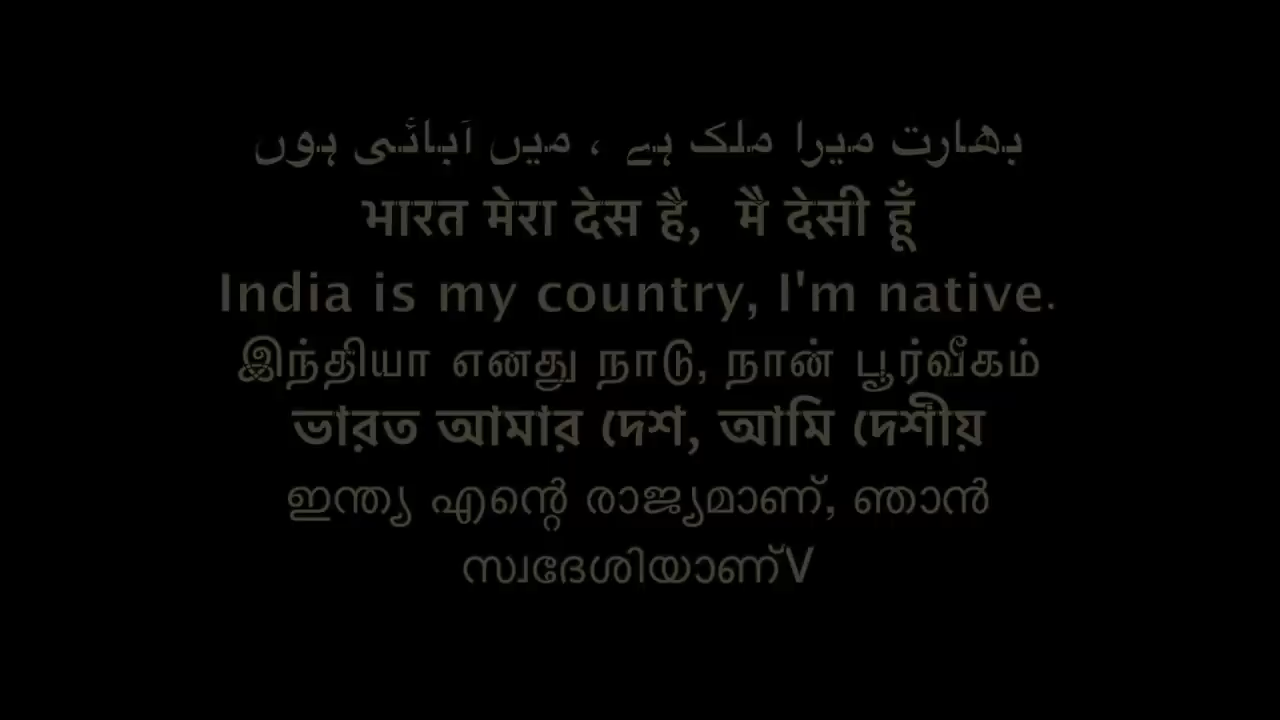 بھارت میرا ملک ہے ، میں آبائی ہوں
भारत मेरा देस है, मै देसी हूँ
India is my country, I'm native.
இந்தியா எனது நாடு, நான் பூர்வீகம்
ভারত আমার দেশ, আমি দেশীয়
ഇന്ത്യ എന്റെ രാജ്യമാണ്, ഞാൻ
സ്വദേശിയാണ്V